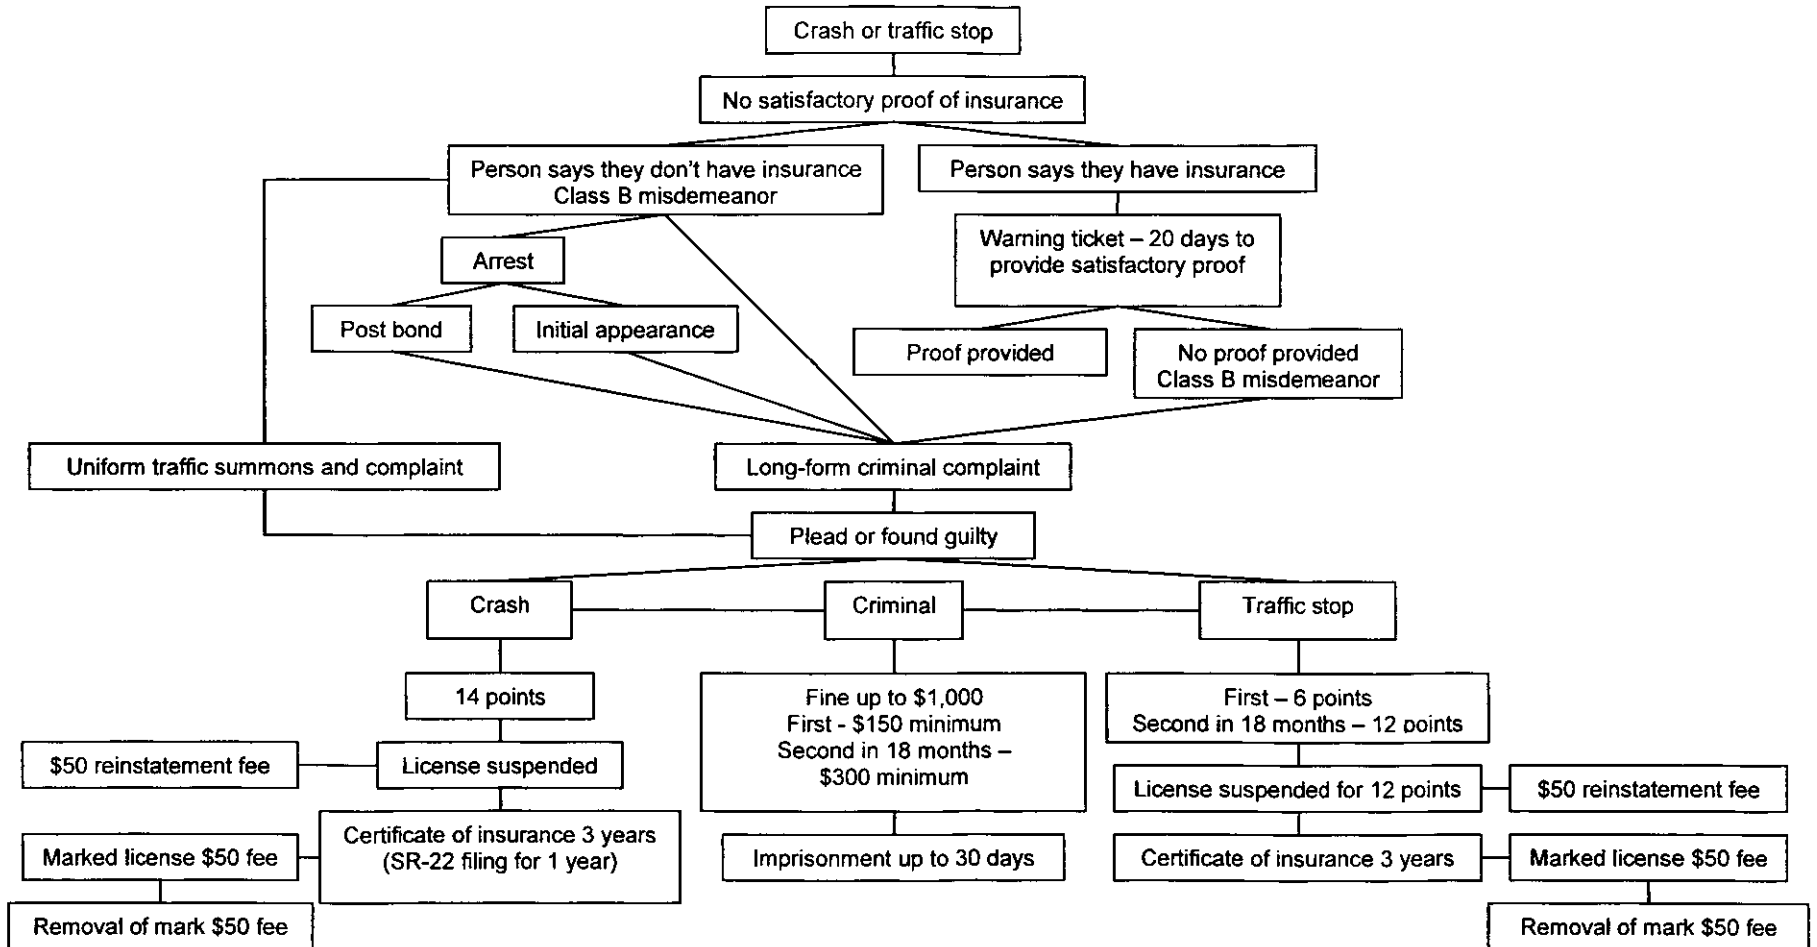 Crash or traffic stop
No satisfactory proof of insurance
Person says they don't have insurance
Class B misdemeanor
Person says they have insurance
Arrest
Warning ticket – 20 days to
provide satisfactory proof
Post bond
Initial appearance
Proof provided
No proof provided
Class B misdemeanor
Uniform traffic summons and complaint
Long-form criminal complaint
Plead or found guilty
Crash
Criminal
Traffic stop
14 points
Fine up to $1,000
First - $150 minimum
Second in 18 months –
$300 minimum
First – 6 points
Second in 18 months – 12 points
$50 reinstatement fee
License suspended
License suspended for 12 points
$50 reinstatement fee
Marked license $50 fee
Certificate of insurance 3 years
(SR-22 filing for 1 year)
Imprisonment up to 30 days
Certificate of insurance 3 years
Marked license $50 fee
Removal of mark $50 fee
Removal of mark $50 fee